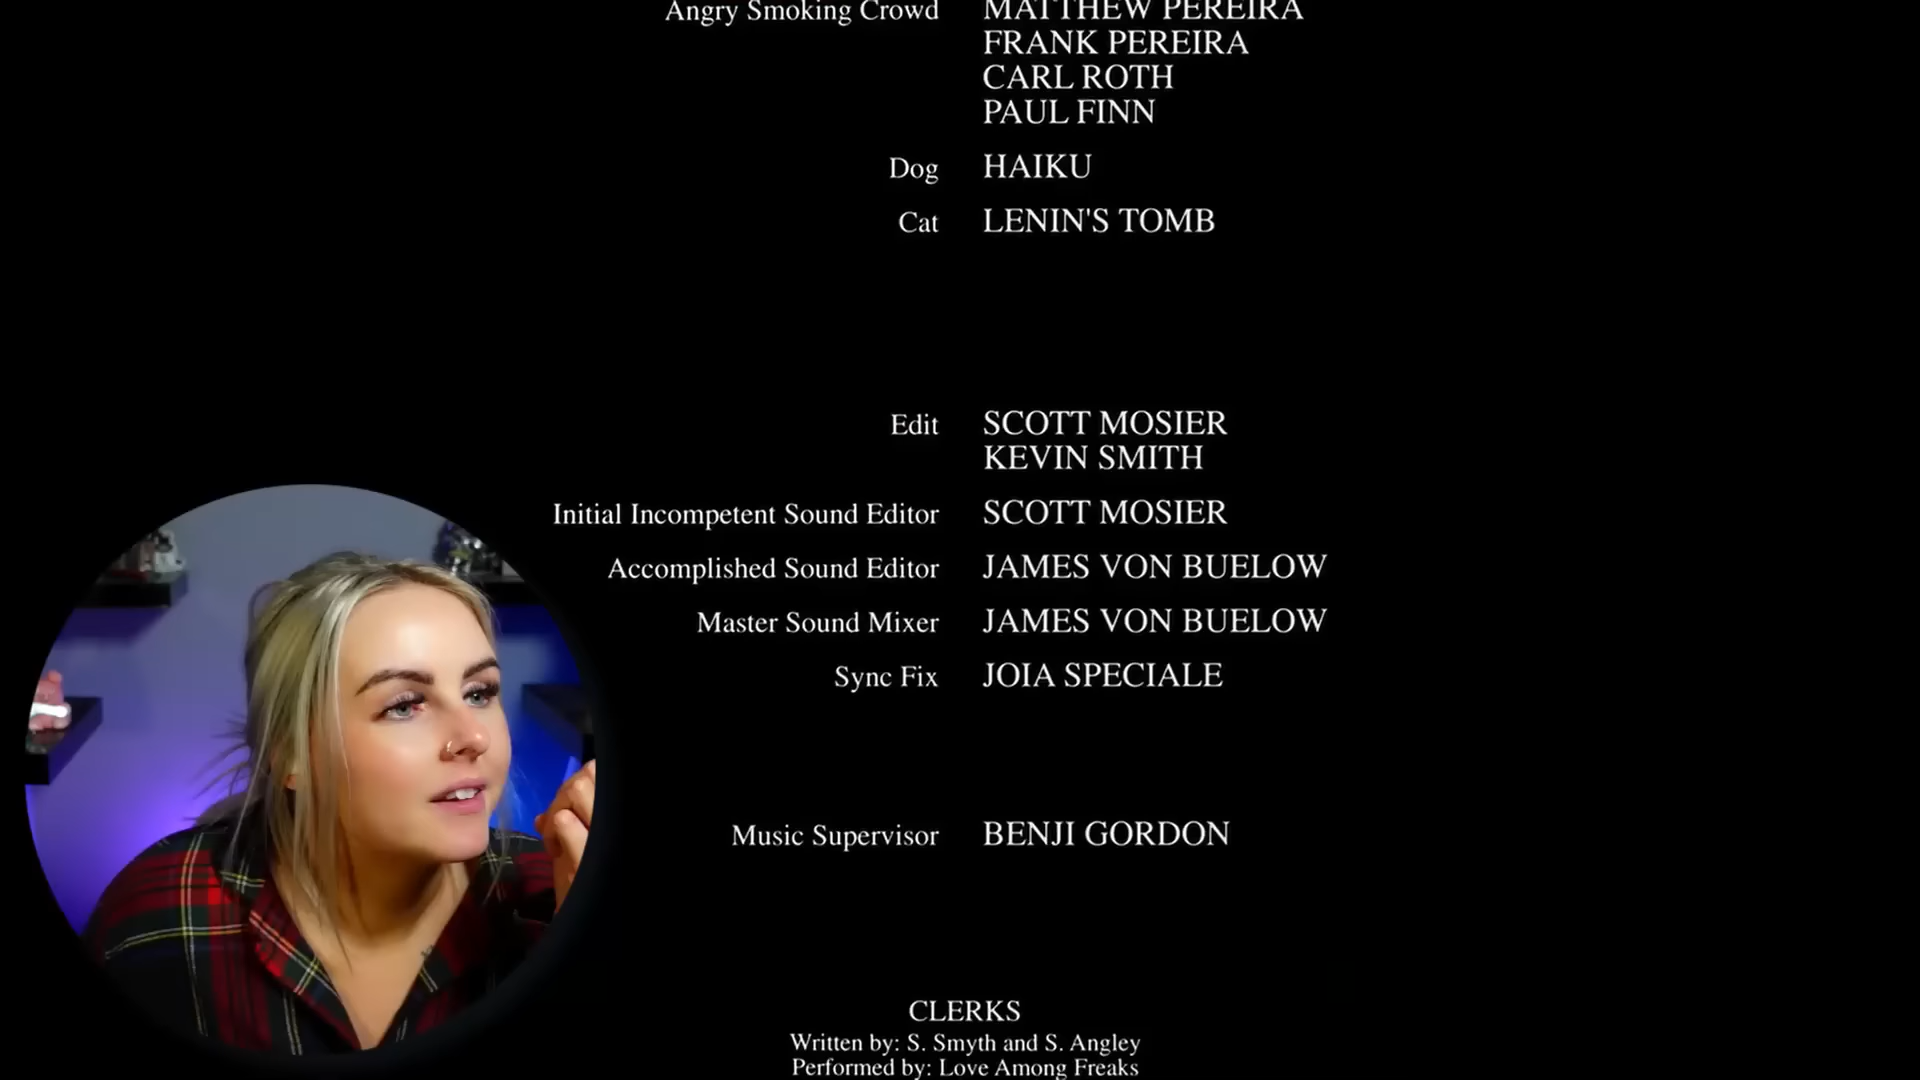 Angry Smoking Crowd MATTHEW PEREIRA
FRANK PEREIRA
CARL ROTH
PAUL FINN
Dog HAIKU
Cat LENIN'S TOMB
Edit SCOTT MOSIER
KEVIN SMITH
Initial Incompetent Sound Editor SCOTT MOSIER
Accomplished Sound Editor JAMES VON BUELOW
Master Sound Mixer JAMES VON BUELOW
Sync Fix JOIA SPECIALE
Music Supervisor BENJI GORDON
CLERKS
Written by: S. Smyth and S. Angley
Performed by: Love Among Freaks